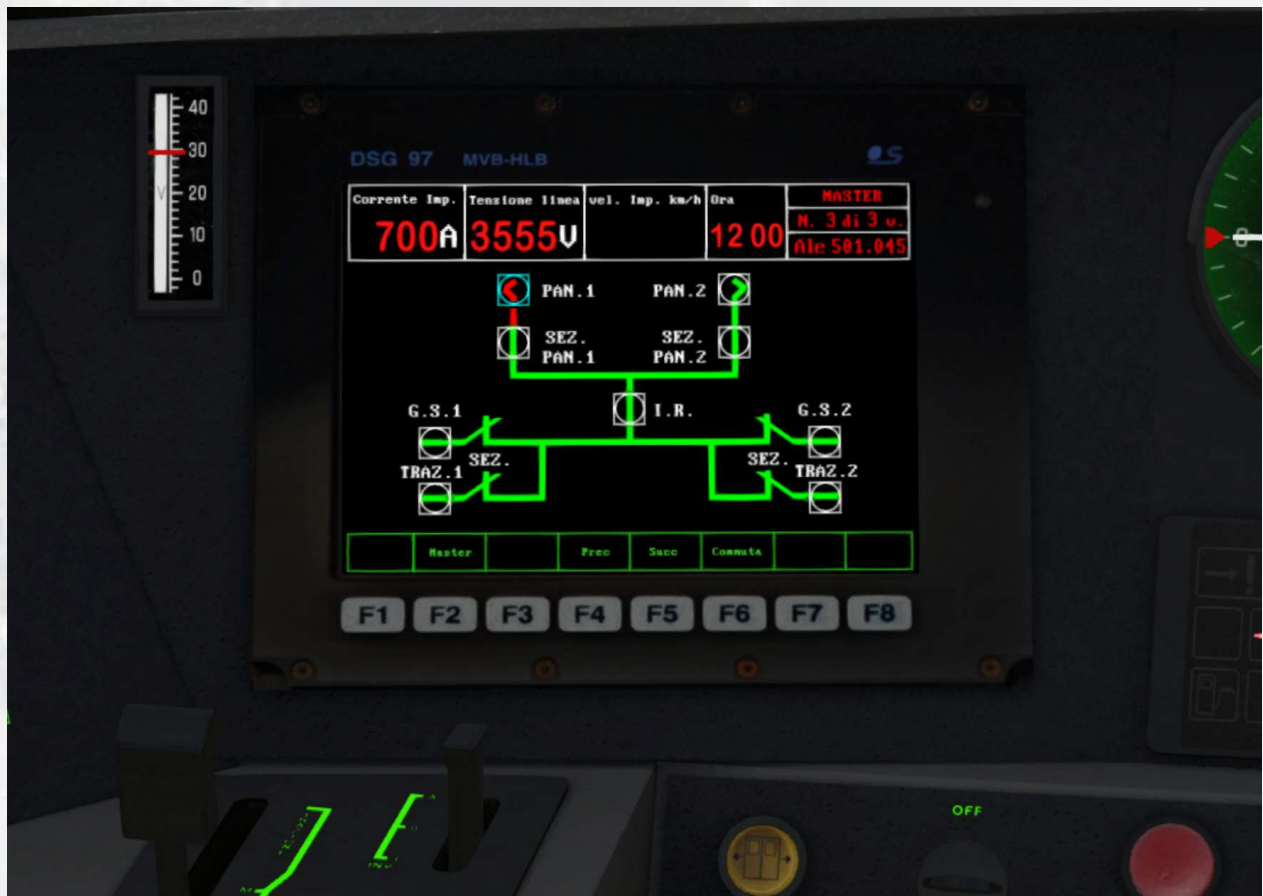 40
30
V
20
10
0
DSG 97 MVB-HLB
Corrente Imp. Tensione linea vel. Imp. km/h Ora MASTER
700A 3555V 12 00 N. 3 di 3 u.
Ale 501.045
PAN.1 PAN.2
SEZ. SEZ.
PAN.1 PAN.2
I.R.
G.S.1 G.S.2
SEZ. SEZ.
TRAZ.1 TRAZ.2
Master Prec Succ Commuta
F1 F2 F3 F4 F5 F6 F7 F8
0
OFF